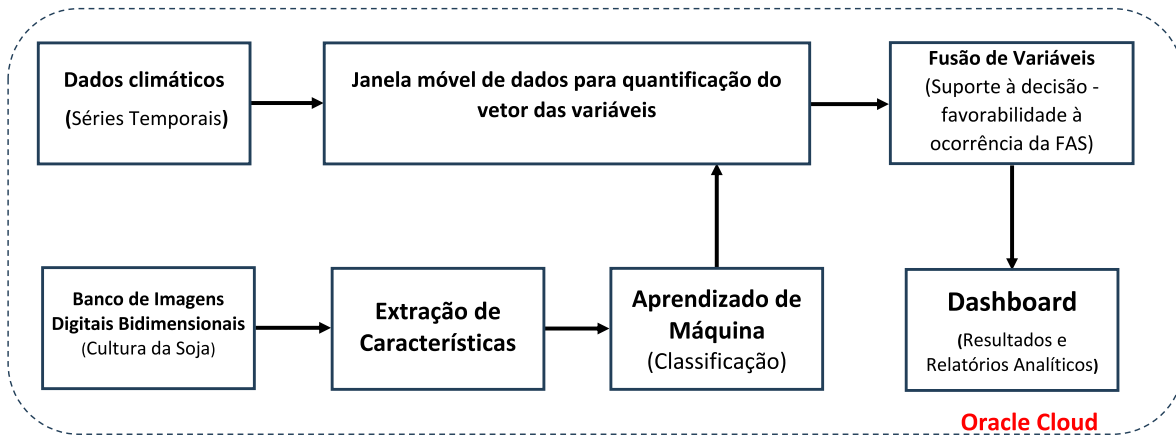 Dados climáticos
(Séries Temporais)
Janela móvel de dados para quantificação do
vetor das variáveis
Fusão de Variáveis
(Suporte à decisão -
favorabilidade à
ocorrência da FAS)
Banco de Imagens
Digitais Bidimensionais
(Cultura da Soja)
Extração de
Características
Aprendizado de
Máquina
(Classificação)
Dashboard
(Resultados e
Relatórios Analíticos)
Oracle Cloud